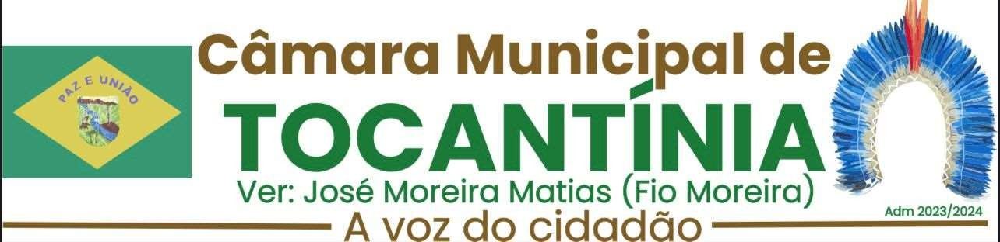 PAZ E UNIÃO
Câmara Municipal de
TOCANTÍNIA
Ver: José Moreira Matias (Fio Moreira)
Adm 2023/2024
A voz do cidadão